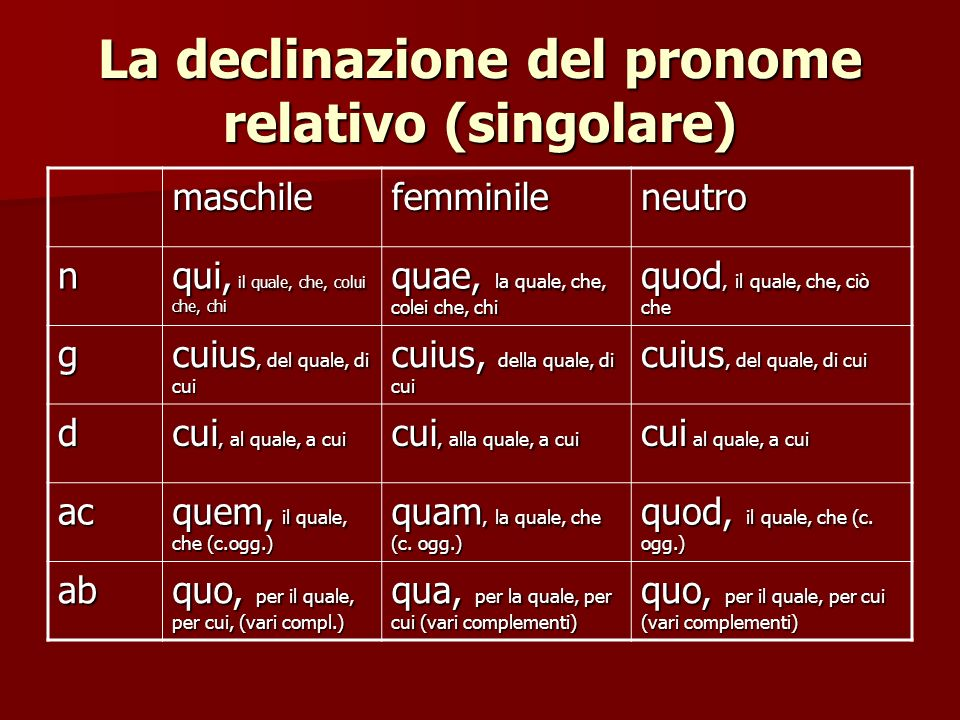 La declinazione del pronome
relativo (singolare)
maschile
femminile
neutro
n
qui, il quale, che, colui
che, chi
quae, la quale, che,
colei che, chi
quod, il quale, che, ciò
che
g
cuius, del quale, di
cui
cuius, della quale, di
cui
cuius, del quale, di cui
d
cui, al quale, a cui
cui, alla quale, a cui
cui al quale, a cui
ac
quem, il quale,
che (c.ogg.)
quam, la quale, che
(c. ogg.)
quod, il quale, che (c.
ogg.)
ab
quo, per il quale,
per cui, (vari compl.)
qua, per la quale, per
cui (vari complementi)
quo, per il quale, per cui
(vari complementi)